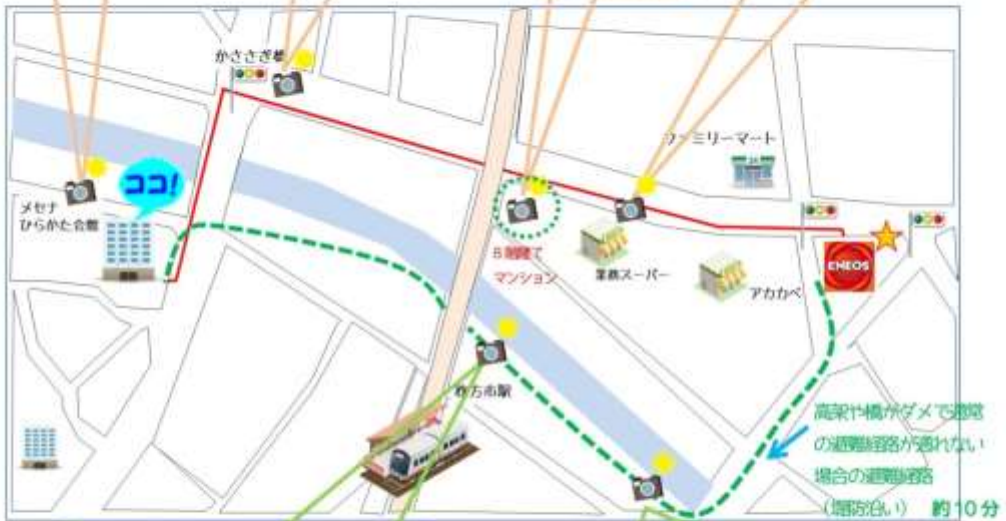 かささぎ橋
ファミリーマート
ココ!
メセナ
ひらかた会館
8階建て
マンション
業務スーパー
アカカベ
ENEOS
枚方市駅
高架や橋がダメで通常
の避難経路が通れない
場合の避難経路
(堤防沿い) 約10分